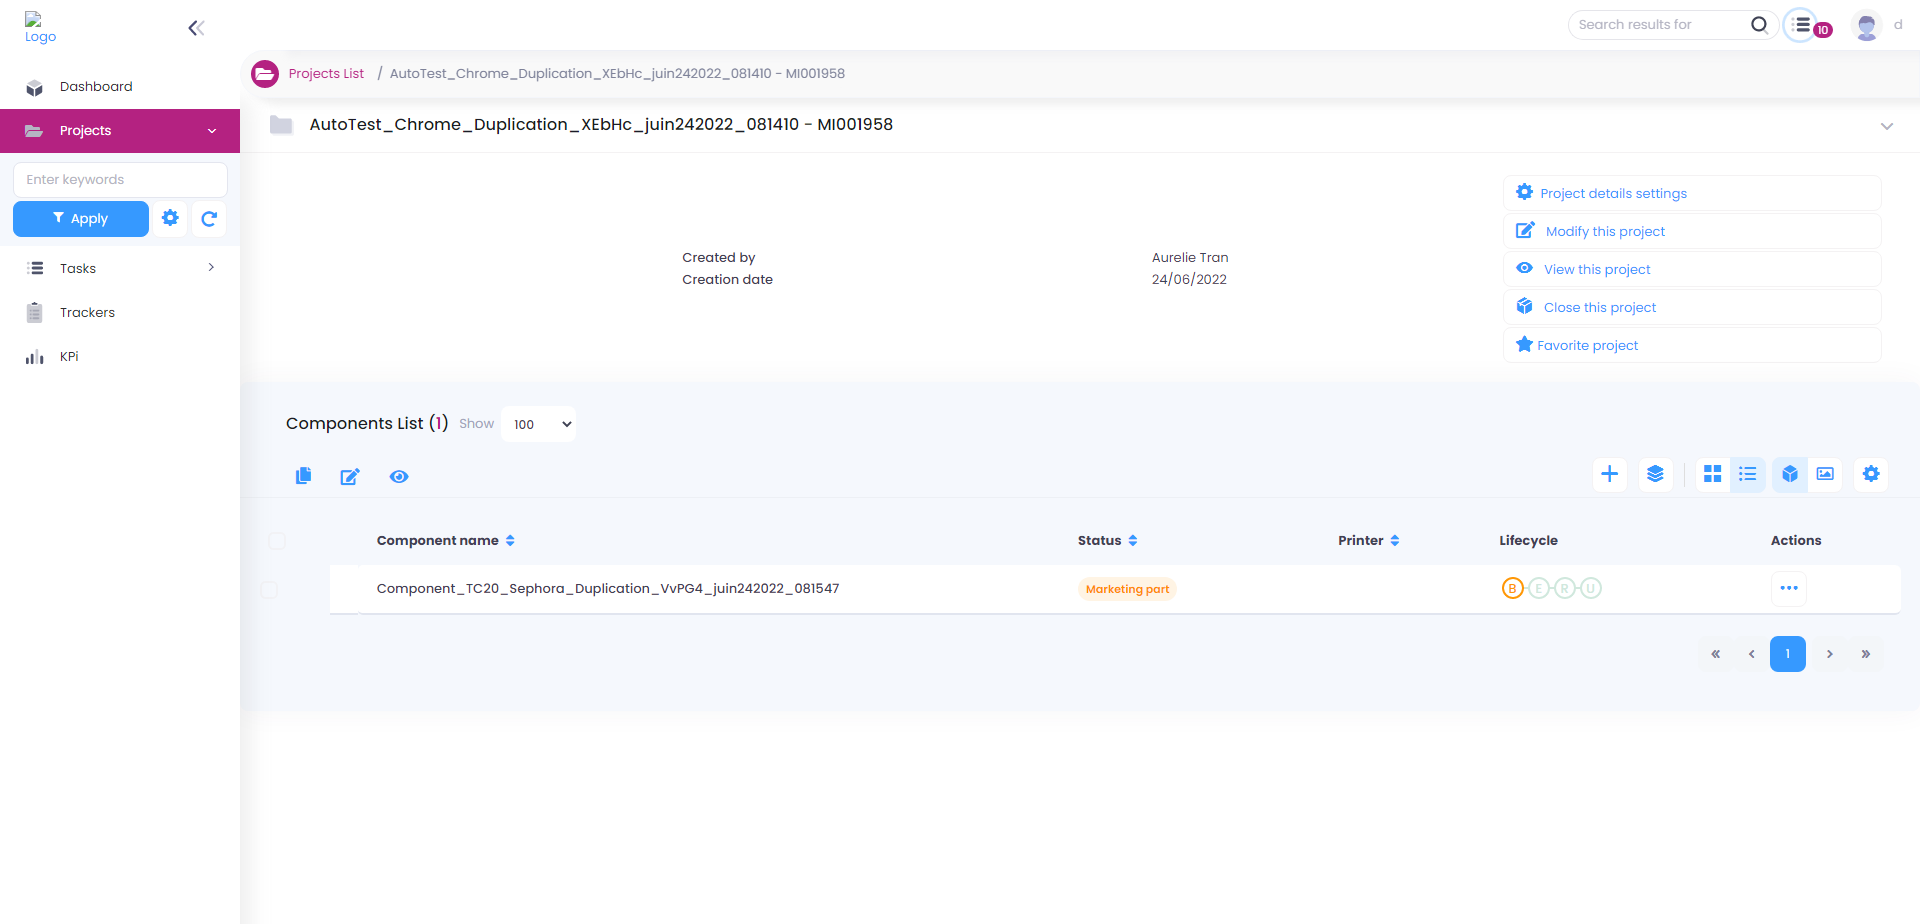 Logo
Search results for
10
d
Dashboard
Projects
Enter keywords
Apply
Tasks
Trackers
KPi
Projects List / AutoTest_Chrome_Duplication_XEbHc_juin242022_081410 - MI001958
AutoTest_Chrome_Duplication_XEbHc_juin242022_081410 - MI001958
Created by Aurelie Tran
Creation date 24/06/2022
Project details settings
Modify this project
View this project
Close this project
Favorite project
Components List (1) Show 100
Component name Status Printer Lifecycle Actions
Component_TC20_Sephora_Duplication_VvPG4_juin242022_081547 Marketing part B E R U
« ‹ 1 › »